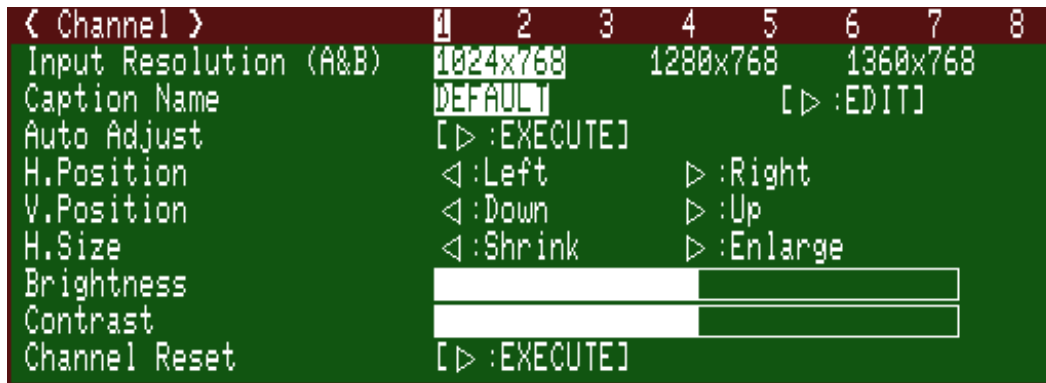 < Channel > 1 2 3 4 5 6 7 8
Input Resolution (A&B) 1024x768 1280x768 1360x768
Caption Name DEFAULT [▷:EDIT]
Auto Adjust [▷:EXECUTE]
H.Position ◁:Left ▷:Right
V.Position ◁:Down ▷:Up
H.Size ◁:Shrink ▷:Enlarge
Brightness
Contrast
Channel Reset [▷:EXECUTE]